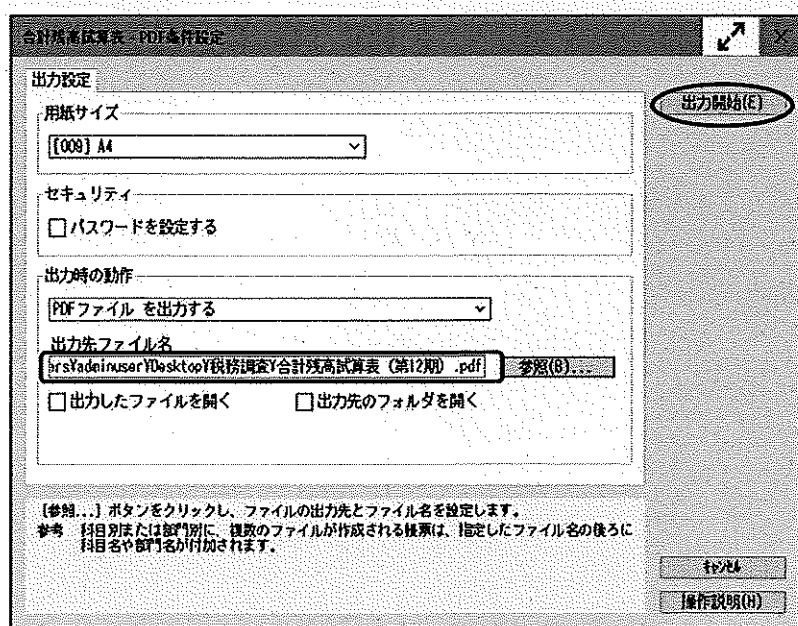 合計残高試算表 - PDF条件設定
出力設定
出力開始(E)
用紙サイズ
[009] A4
セキュリティ
パスワードを設定する
出力時の動作
PDFファイル を出力する
出力先ファイル名
ers¥adminuser¥Desktop¥税務調査¥合計残高試算表（第12期）.pdf
参照(B)...
出力したファイルを開く
出力先のフォルダを開く
[参照...] ボタンをクリックし、ファイルの出力先とファイル名を設定します。
参考 科目別または部門別に、複数のファイルが作成される帳票は、指定したファイル名の後ろに
科目名や部門名が付加されます。
キャンセル
操作説明(H)